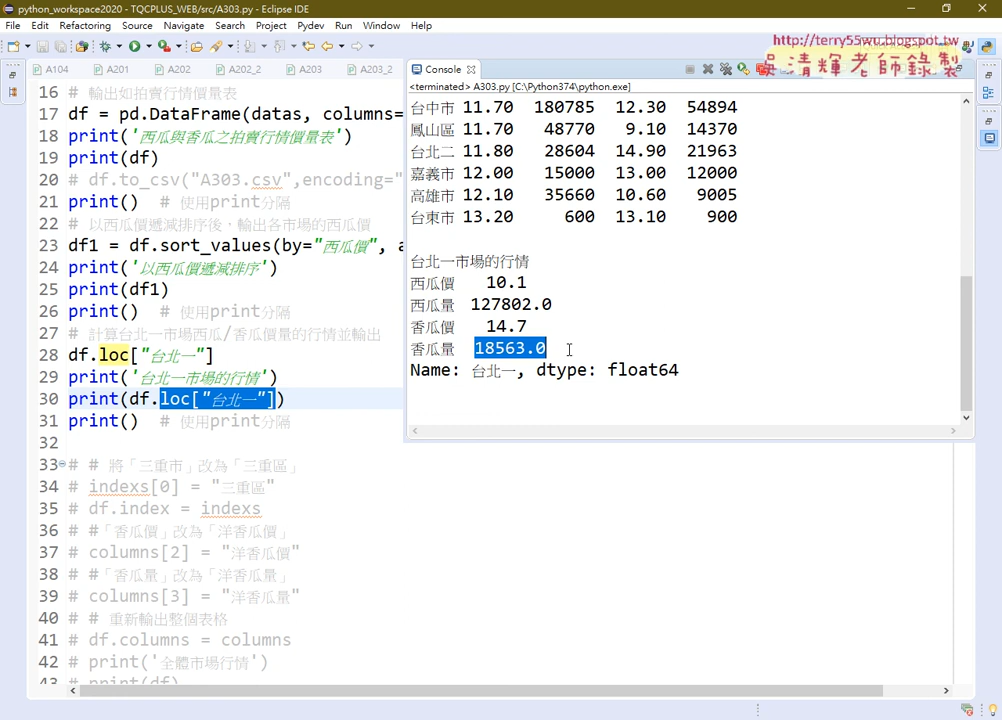 python_workspace2020 - TQCPLUS_WEB/src/A303.py - Eclipse IDE
File Edit Refactoring Source Navigate Search Project Pydev Run Window Help
http://terry55wu.blogspot.tw
吳清輝老師錄製
A104 A201 A202 A202_2 A303 A203_2
Console
<terminated> A303.py [C:\Python374\python.exe]
16 # 輸出如拍賣行情價量表
17 df = pd.DataFrame(datas, columns=
18 print('西瓜與香瓜之拍賣行情價量表')
19 print(df)
20 # df.to_csv("A303.csv",encoding="
21 print() # 使用print分隔
22 # 以西瓜價遞減排序後，輸出各市場的西瓜價
23 df1 = df.sort_values(by="西瓜價", a
24 print('以西瓜價遞減排序')
25 print(df1)
26 print() # 使用print分隔
27 # 計算台北一市場西瓜/香瓜價量的行情並輸出
28 df.loc["台北一"]
29 print('台北一市場的行情')
30 print(df.loc["台北一"])
31 print() # 使用print分隔
32
33 # # 將「三重市」改為「三重區」
34 # indexs[0] = "三重區"
35 # df.index = indexs
36 # #「香瓜價」改為「洋香瓜價」
37 # columns[2] = "洋香瓜價"
38 # #「香瓜量」改為「洋香瓜量」
39 # columns[3] = "洋香瓜量"
40 # # 重新輸出整個表格
41 # df.columns = columns
42 # print('全體市場行情')
43 # print(df)
台中市 11.70 180785 12.30 54894
鳳山區 11.70 48770 9.10 14370
台北二 11.80 28604 14.90 21963
嘉義市 12.00 15000 13.00 12000
高雄市 12.10 35660 10.60 9005
台東市 13.20 600 13.10 900
台北一市場的行情
西瓜價 10.1
西瓜量 127802.0
香瓜價 14.7
香瓜量 18563.0
Name: 台北一, dtype: float64